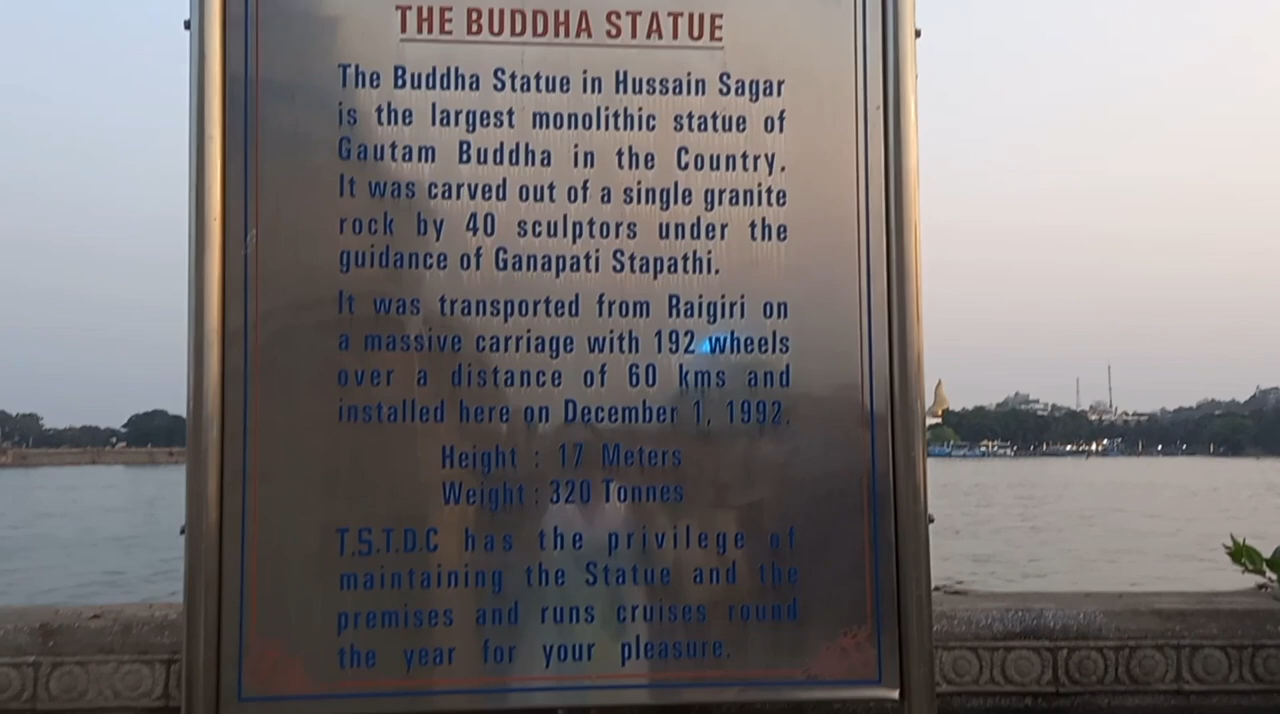 THE BUDDHA STATUE
The Buddha Statue in Hussain Sagar
is the largest monolithic statue of
Gautam Buddha in the Country.
It was carved out of a single granite
rock by 40 sculptors under the
guidance of Ganapati Stapathi.
It was transported from Raigiri on
a massive carriage with 192 wheels
over a distance of 60 kms and
installed here on December 1, 1992.
Height : 17 Meters
Weight : 320 Tonnes
T.S.T.D.C has the privilege of
maintaining the Statue and the
premises and runs cruises round
the year for your pleasure.